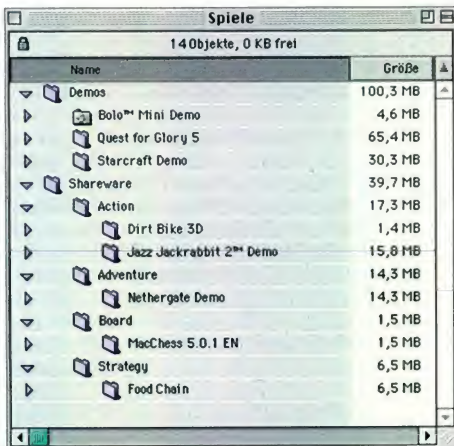 Spiele
14 Objekte, 0 KB frei
Name Größe
Demos 100,3 MB
Bolo™ Mini Demo 4,6 MB
Quest for Glory 5 65,4 MB
Starcraft Demo 30,3 MB
Shareware 39,7 MB
Action 17,3 MB
Dirt Bike 3D 1,4 MB
Jazz Jackrabbit 2™ Demo 15,8 MB
Adventure 14,3 MB
Nethergate Demo 14,3 MB
Board 1,5 MB
MacChess 5.0.1 EN 1,5 MB
Strategy 6,5 MB
Food Chain 6,5 MB